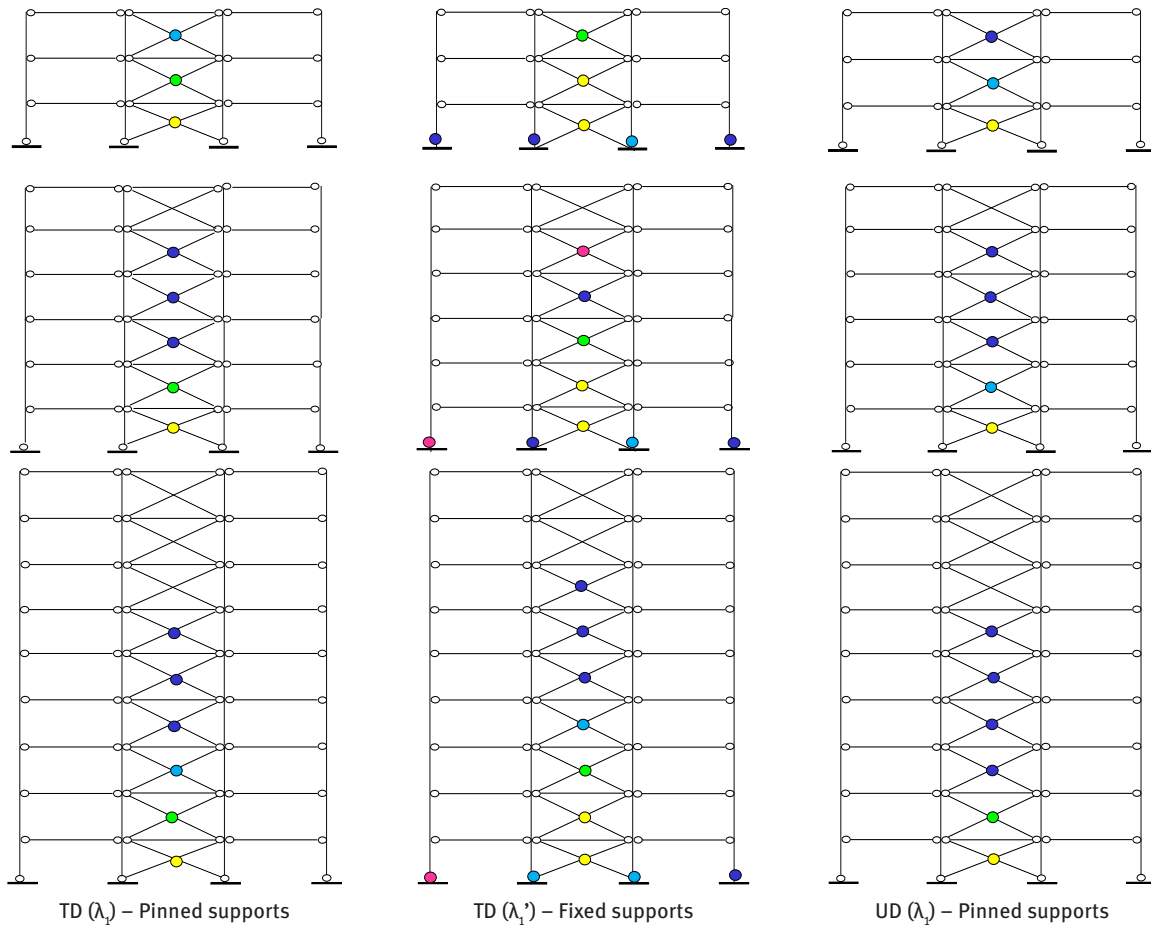 TD (λ₁) – Pinned supports
TD (λ₁’) – Fixed supports
UD (λ₁) – Pinned supports